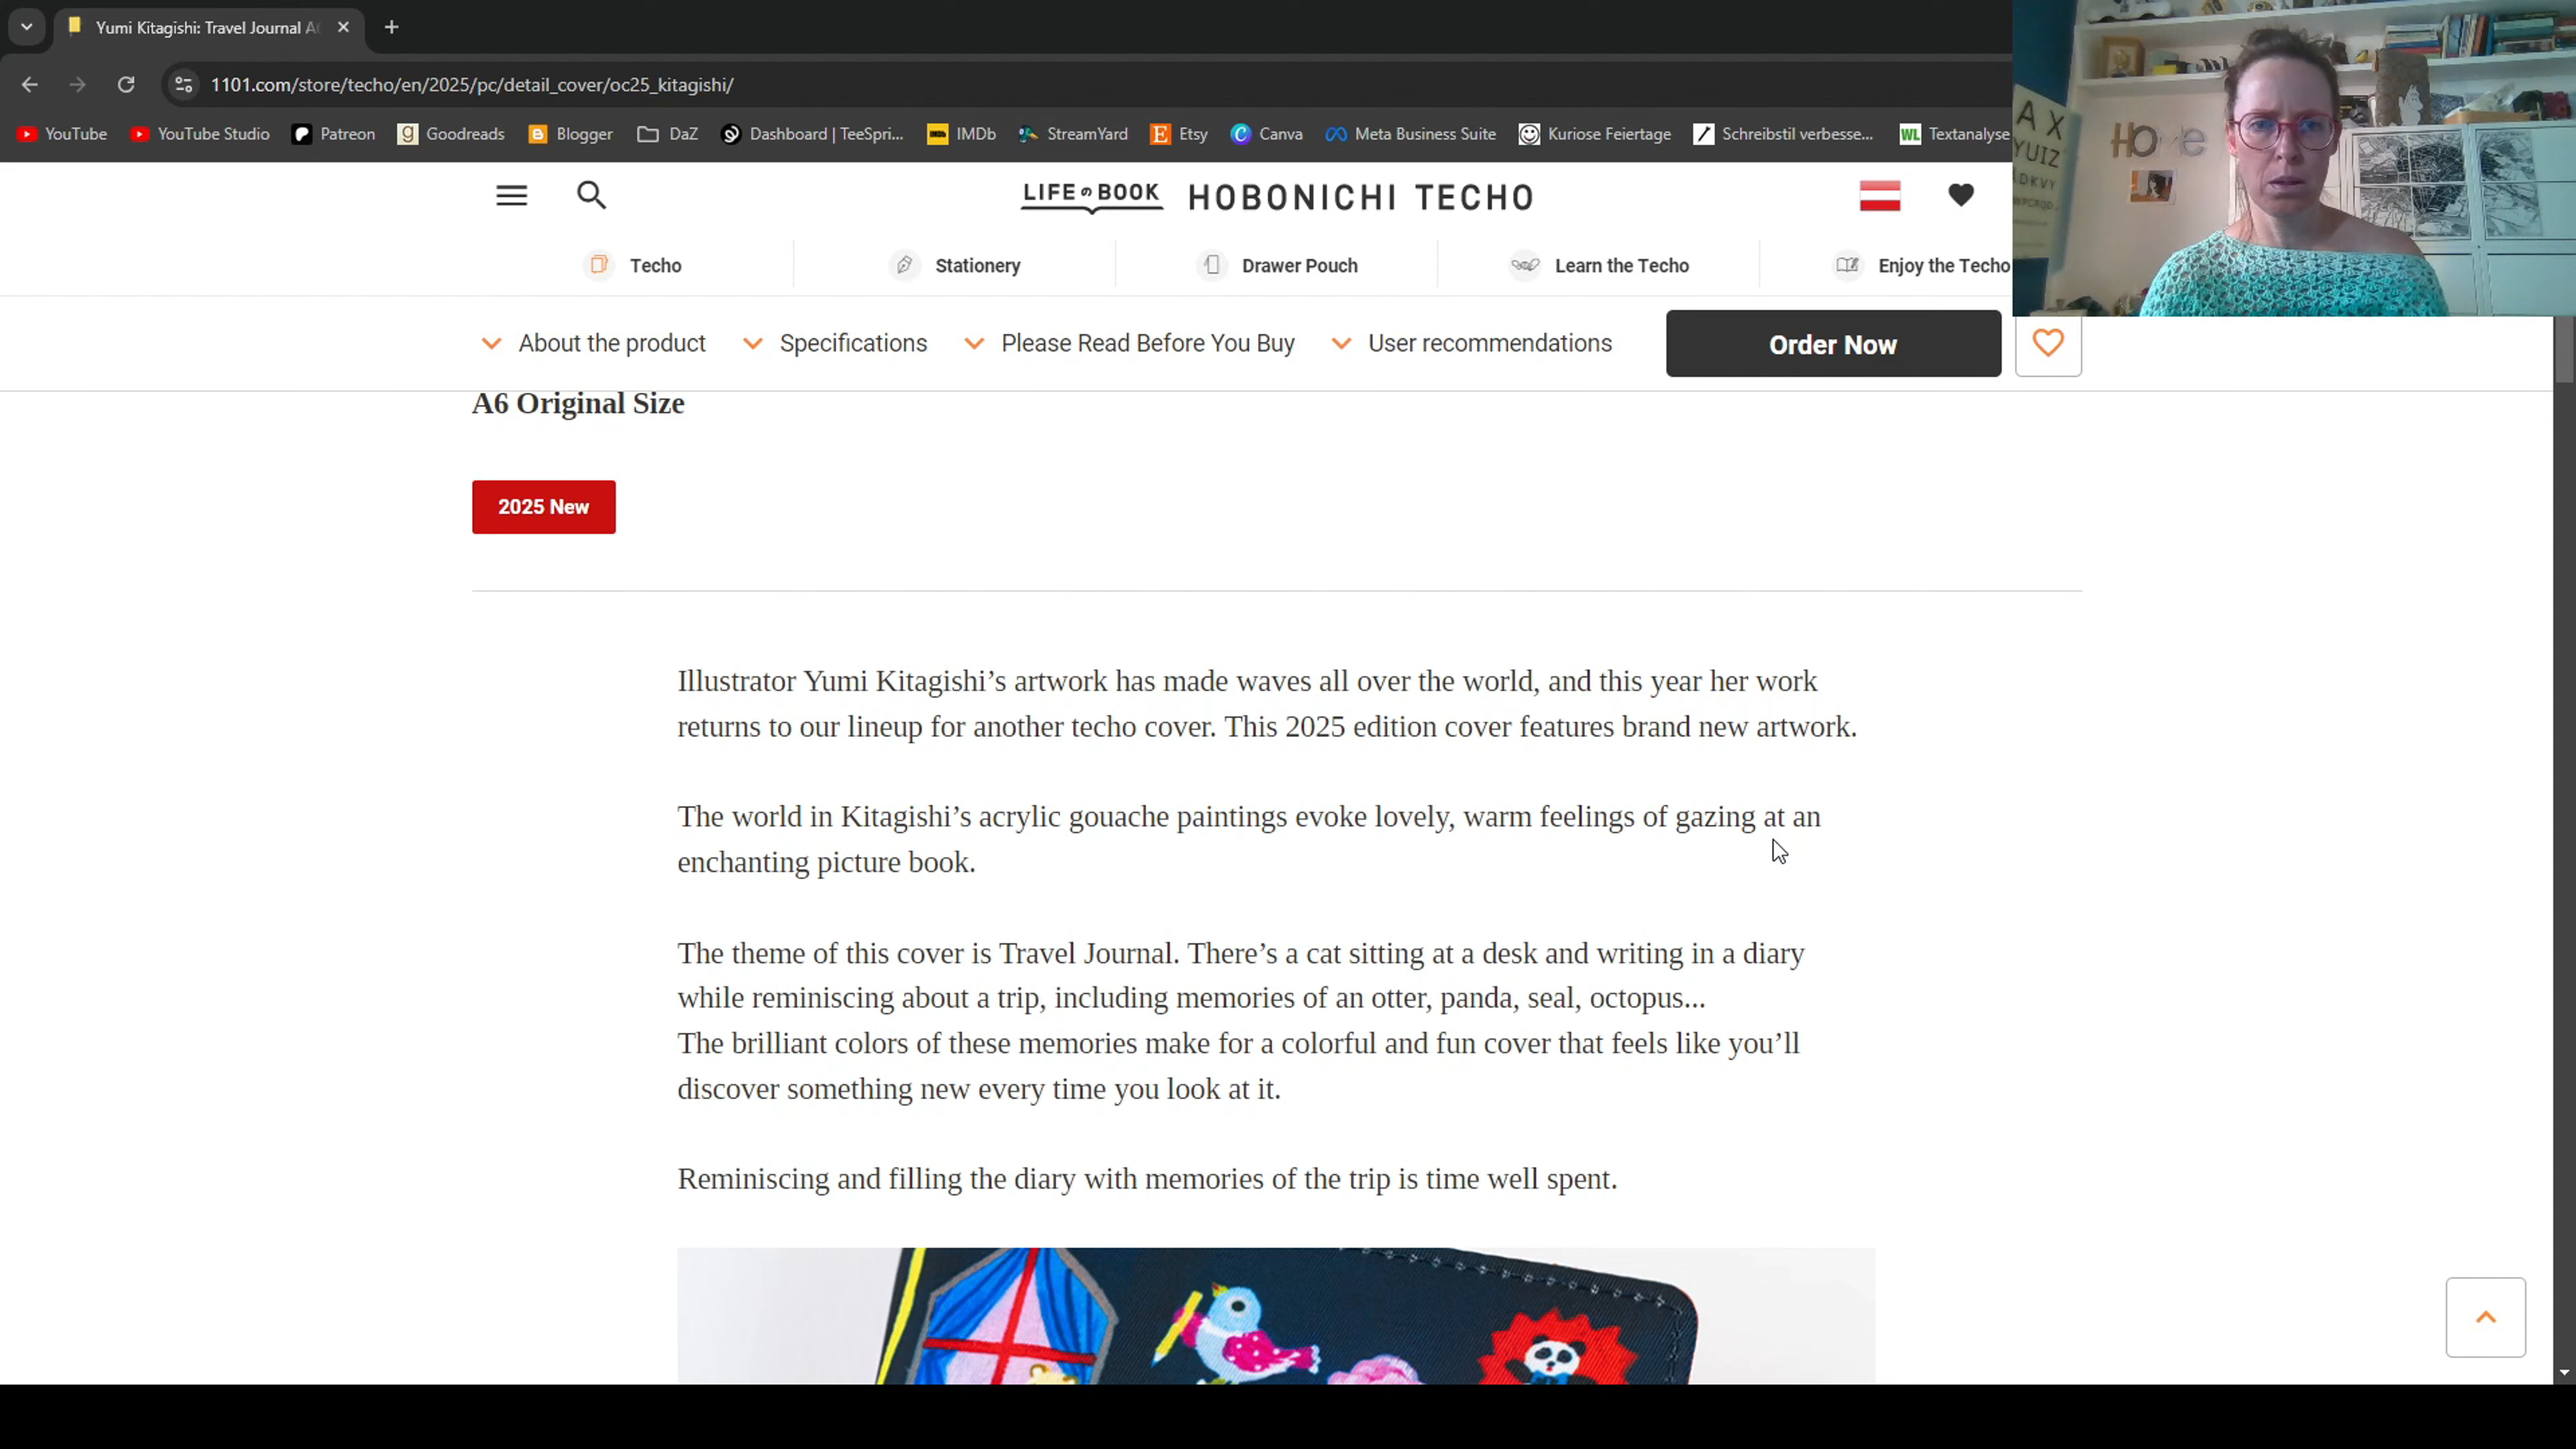 Yumi Kitagishi: Travel Journal A
1101.com/store/techo/en/2025/pc/detail_cover/oc25_kitagishi/
YouTube YouTube Studio Patreon Goodreads Blogger DaZ Dashboard | TeeSpri... IMDb StreamYard Etsy Canva Meta Business Suite Kuriose Feiertage Schreibstil verbesse... WL Textanalyse
LIFE の BOOK HOBONICHI TECHO
Techo Stationery Drawer Pouch Learn the Techo Enjoy the Techo
About the product Specifications Please Read Before You Buy User recommendations Order Now
A6 Original Size
2025 New
Illustrator Yumi Kitagishi’s artwork has made waves all over the world, and this year her work
returns to our lineup for another techo cover. This 2025 edition cover features brand new artwork.
The world in Kitagishi’s acrylic gouache paintings evoke lovely, warm feelings of gazing at an
enchanting picture book.
The theme of this cover is Travel Journal. There’s a cat sitting at a desk and writing in a diary
while reminiscing about a trip, including memories of an otter, panda, seal, octopus...
The brilliant colors of these memories make for a colorful and fun cover that feels like you’ll
discover something new every time you look at it.
Reminiscing and filling the diary with memories of the trip is time well spent.
A X
YUIZ
DKVY
HOME